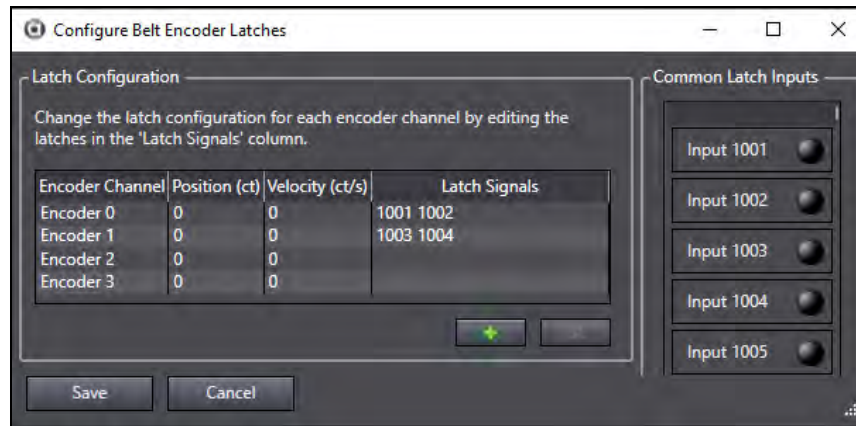 Configure Belt Encoder Latches
Latch Configuration
Change the latch configuration for each encoder channel by editing the
latches in the 'Latch Signals' column.
Encoder Channel Position (ct) Velocity (ct/s) Latch Signals
Encoder 0 0 0 1001 1002
Encoder 1 0 0 1003 1004
Encoder 2 0 0
Encoder 3 0 0
Save Cancel
Common Latch Inputs
Input 1001
Input 1002
Input 1003
Input 1004
Input 1005